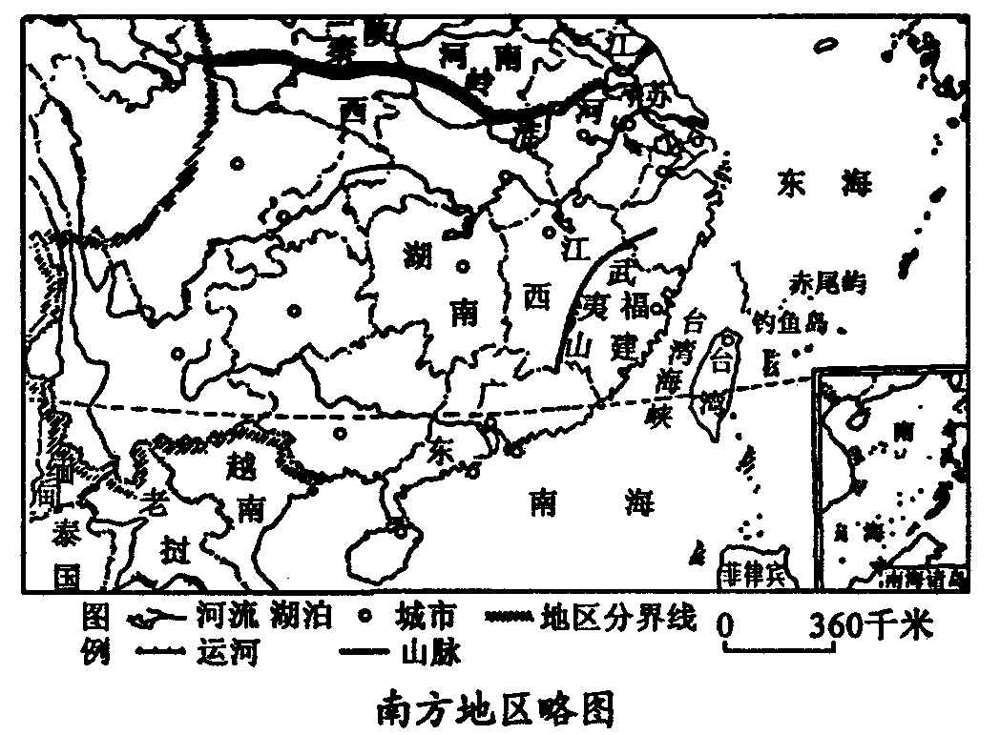 秦
陕
西
河
南
岭
江
苏
淮
河
湖
南
江
西
武
夷
山
福
建
东海
赤尾屿
钓鱼岛
台
湾
海
峡
台
湾
东
越
南
老
挝
缅
甸
泰
国
南海
菲律宾
南
海
南海诸岛
图
例
河流 湖泊
城市
地区分界线
运河
山脉
0 360千米
南方地区略图